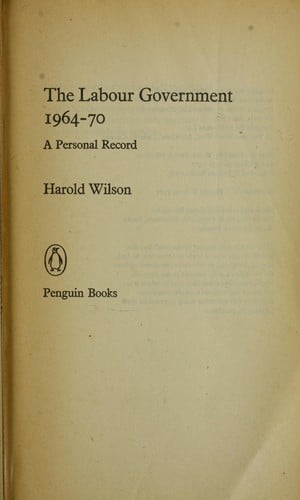 The Labour Government
1964-70
A Personal Record
Harold Wilson
Penguin Books